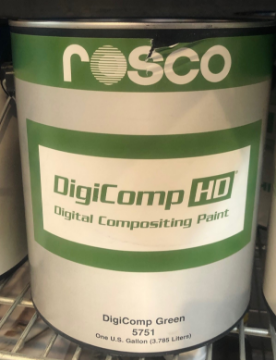 rosco
DigiComp HD
Digital Compositing Paint
DigiComp Green
5751
One U.S. Gallon (3.785 Liters)